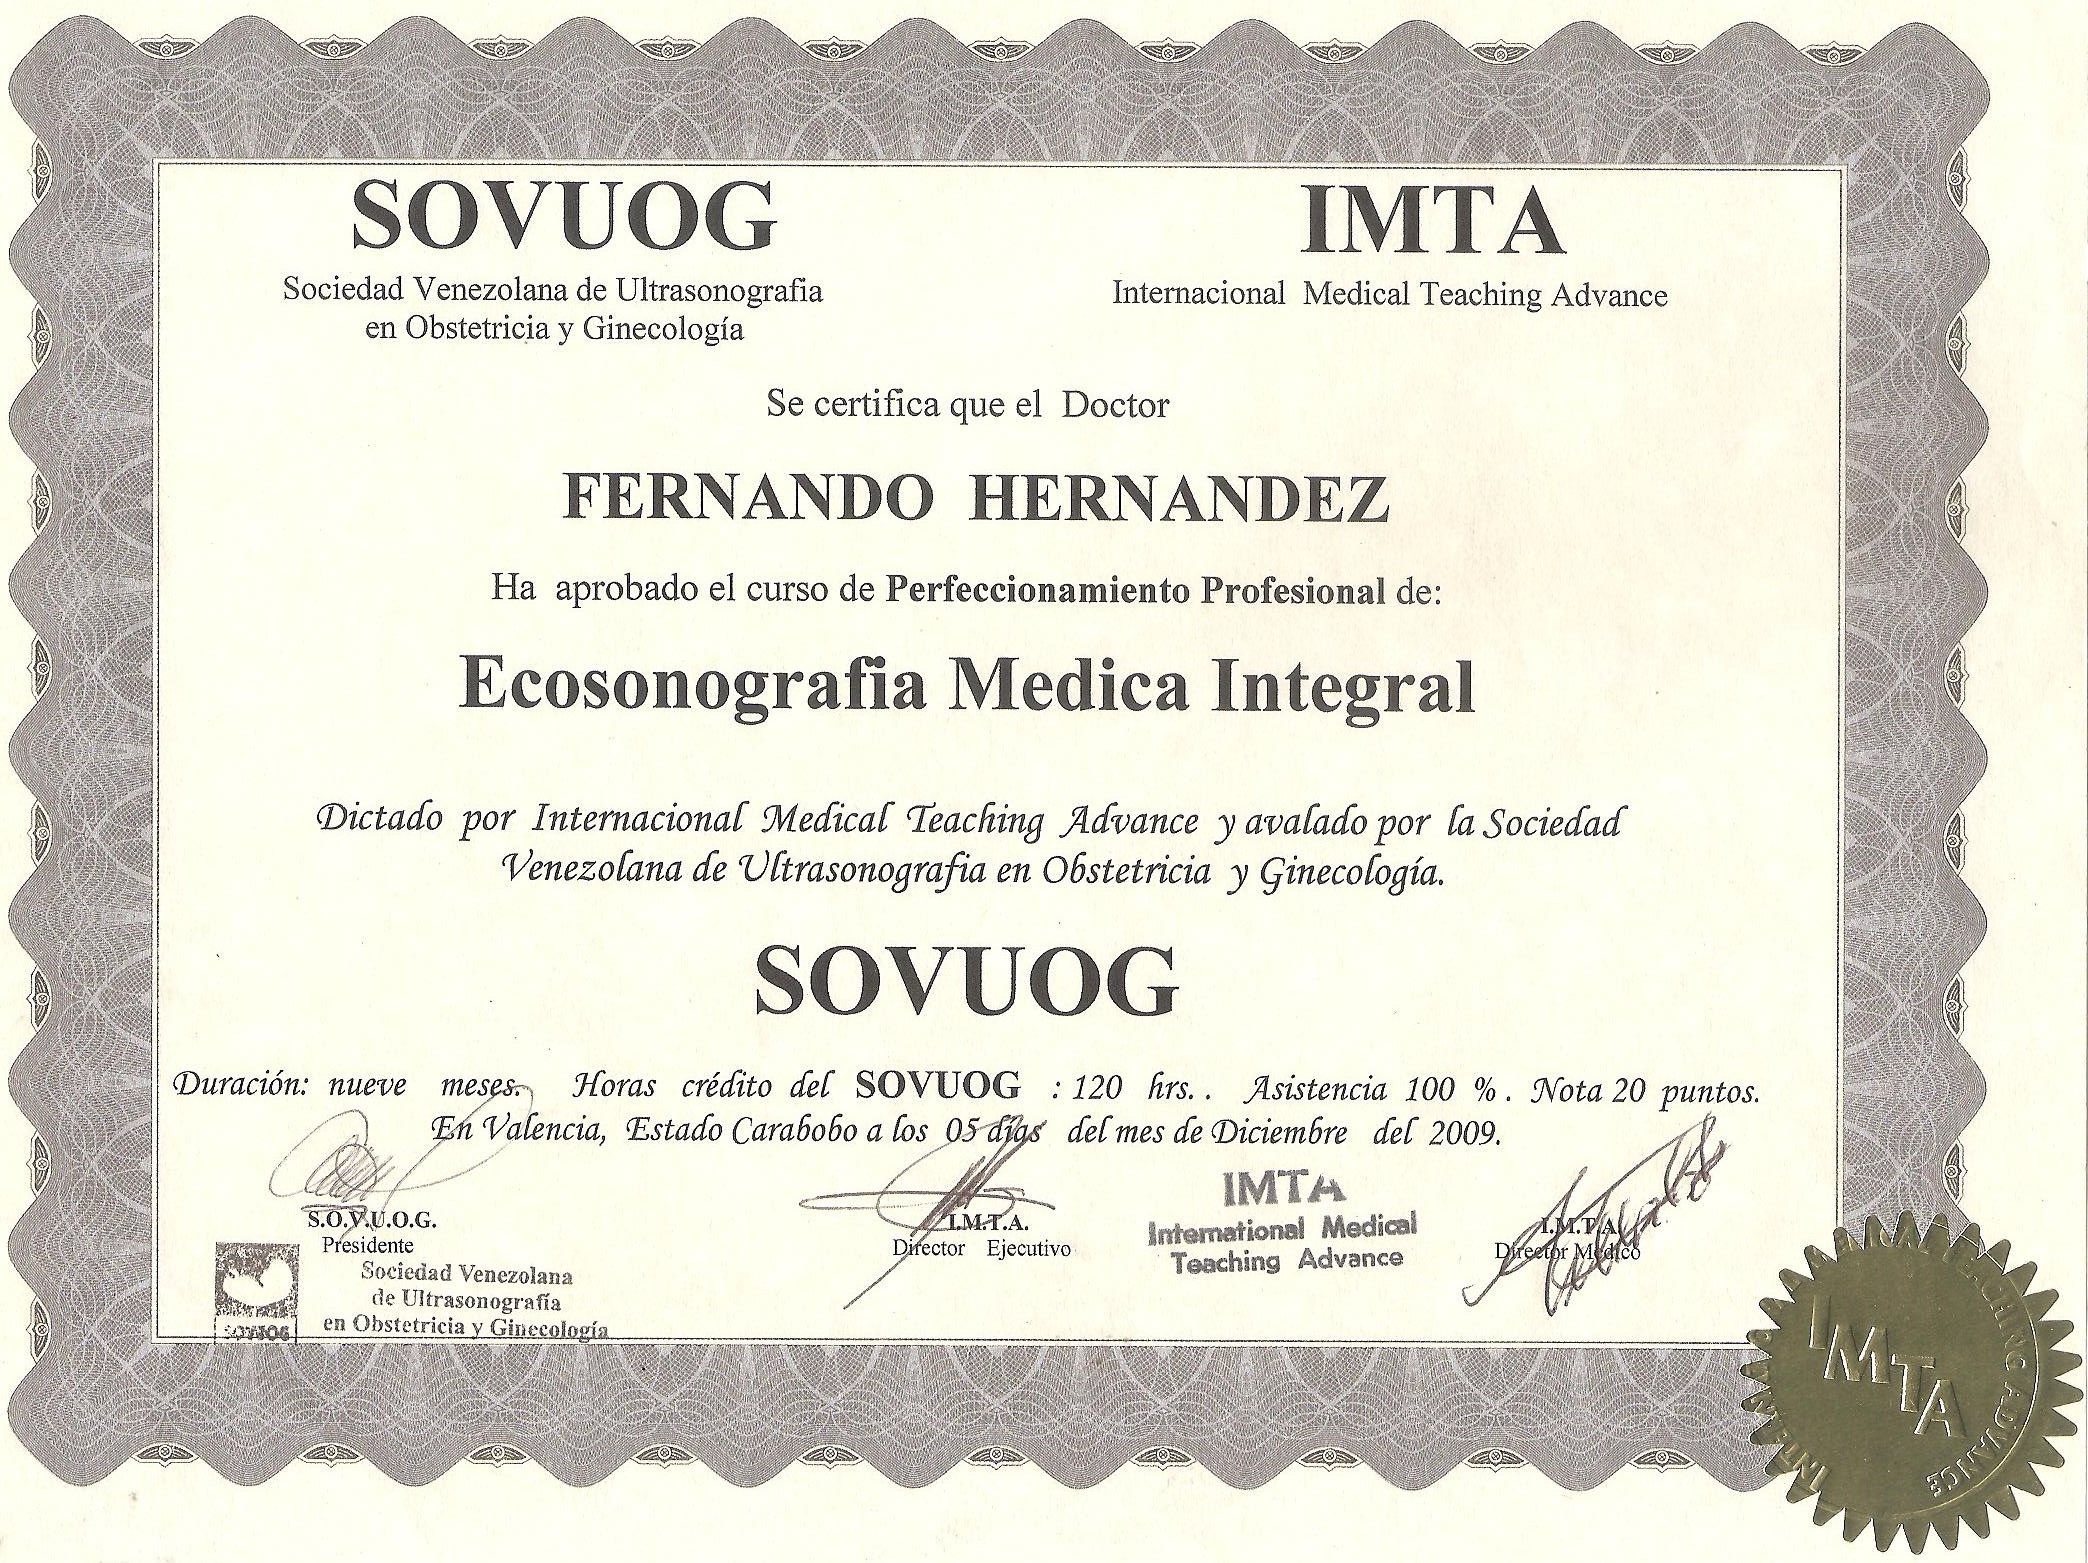 SOVUOG
Sociedad Venezolana de Ultrasonografia
en Obstetricia y Ginecología
IMTA
Internacional Medical Teaching Advance
Se certifica que el Doctor
FERNANDO HERNANDEZ
Ha aprobado el curso de Perfeccionamiento Profesional de:
Ecosonografia Medica Integral
Dictado por Internacional Medical Teaching Advance y avalado por la Sociedad
Venezolana de Ultrasonografia en Obstetricia y Ginecología.
SOVUOG
Duración: nueve meses. Horas crédito del SOVUOG : 120 hrs. . Asistencia 100 % . Nota 20 puntos.
En Valencia, Estado Carabobo a los 05 días del mes de Diciembre del 2009.
S.O.V.U.O.G.
Presidente
Sociedad Venezolana
de Ultrasonografía
en Obstetricia y Ginecología
SOVUOG
I.M.T.A.
Director Ejecutivo
IMTA
International Medical
Teaching Advance
I.M.T.A.
Director Medico
IMTA